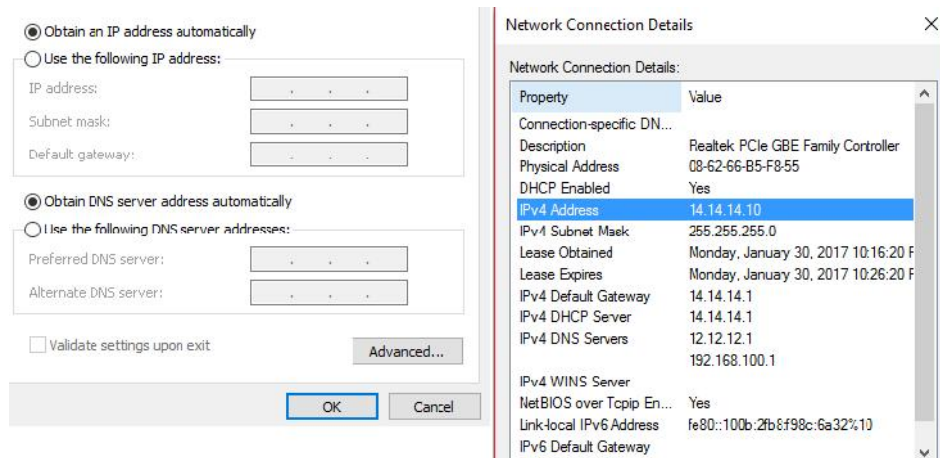 Obtain an IP address automatically
Use the following IP address:
IP address:
Subnet mask:
Default gateway:
Obtain DNS server address automatically
Use the following DNS server addresses:
Preferred DNS server:
Alternate DNS server:
Validate settings upon exit
Advanced...
OK
Cancel
Network Connection Details
Network Connection Details:
Property Value
Connection-specific DN...
Description Realtek PCIe GBE Family Controller
Physical Address 08-62-66-B5-F8-55
DHCP Enabled Yes
IPv4 Address 14.14.14.10
IPv4 Subnet Mask 255.255.255.0
Lease Obtained Monday, January 30, 2017 10:16:20 P
Lease Expires Monday, January 30, 2017 10:26:20 P
IPv4 Default Gateway 14.14.14.1
IPv4 DHCP Server 14.14.14.1
IPv4 DNS Servers 12.12.12.1
192.168.100.1
IPv4 WINS Server
NetBIOS over Tcpip En... Yes
Link-local IPv6 Address fe80::100b:2fb8:f98c:6a32%10
IPv6 Default Gateway